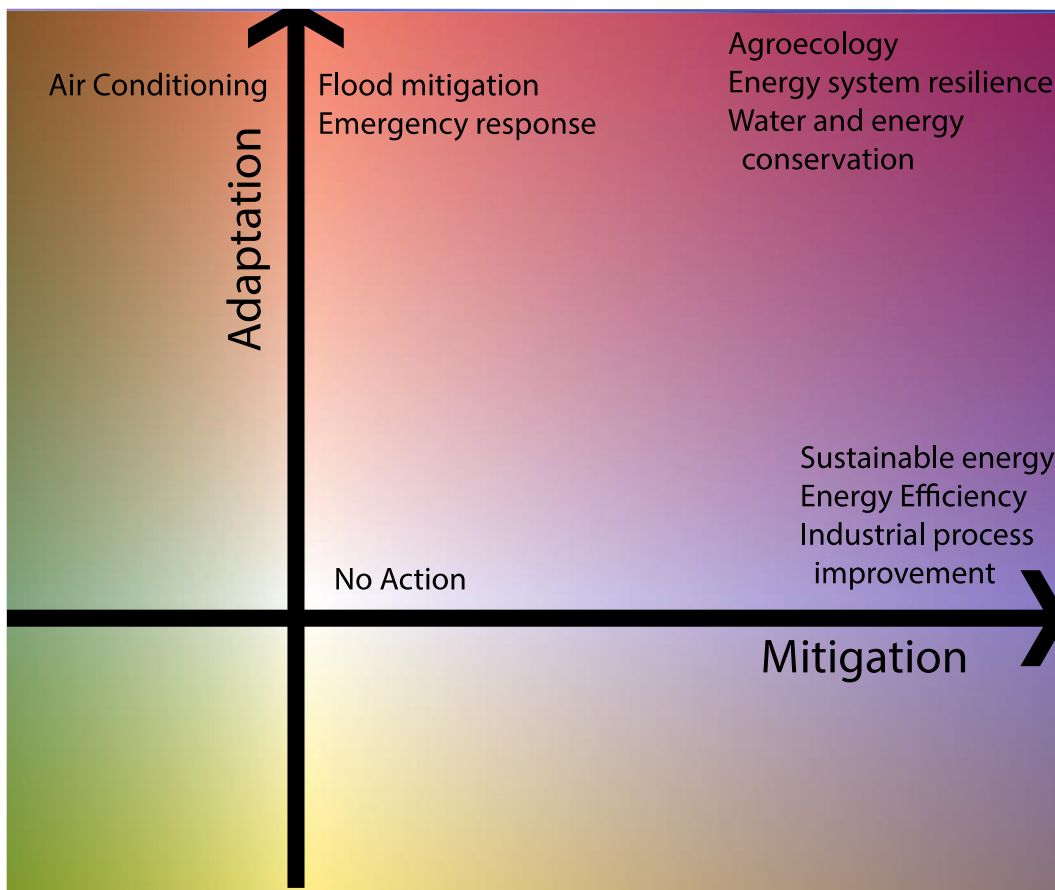 Air Conditioning
Flood mitigation
Emergency response
Agroecology
Energy system resilience
Water and energy
conservation
Adaptation
Sustainable energy
Energy Efficiency
Industrial process
improvement
No Action
Mitigation